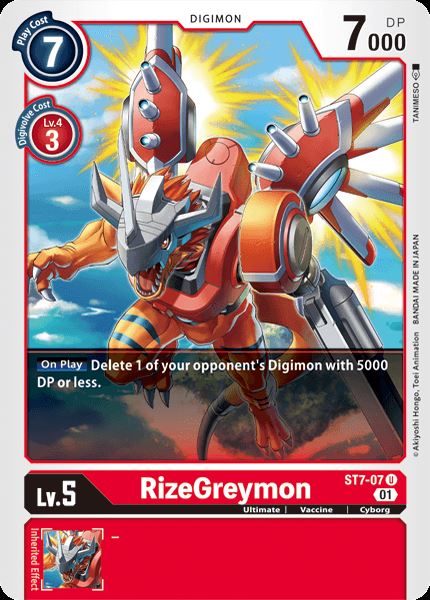 Play Cost
7
DIGIMON
7000
DP
Digivolve Cost
Lv.4
3
TANIMESO
© Akiyoshi Hongo, Toei Animation BANDAI MADE IN JAPAN
On Play Delete 1 of your opponent's Digimon with 5000
DP or less.
Lv.5
RizeGreymon
ST7-07 U
01
Ultimate | Vaccine | Cyborg
Inherited Effect
-